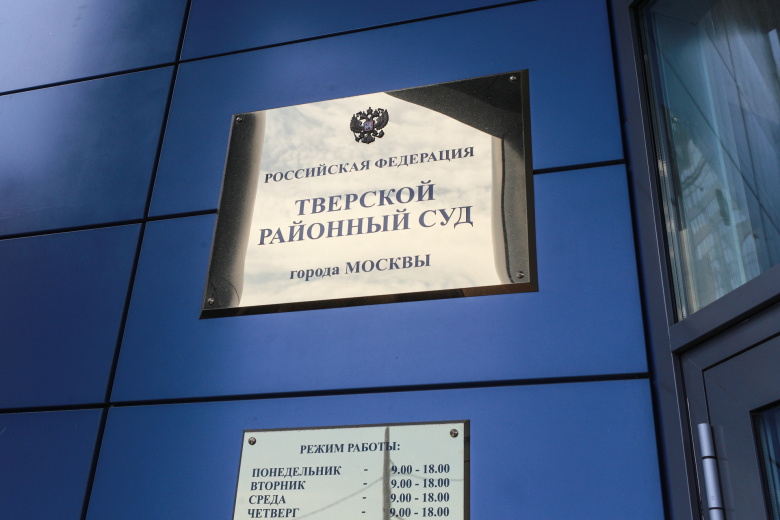 РОССИЙСКАЯ ФЕДЕРАЦИЯ
ТВЕРСКОЙ
РАЙОННЫЙ СУД
города МОСКВЫ
РЕЖИМ РАБОТЫ:
ПОНЕДЕЛЬНИК - 9.00 - 18.00
ВТОРНИК - 9.00 - 18.00
СРЕДА - 9.00 - 18.00
ЧЕТВЕРГ - 9.00 - 18.00